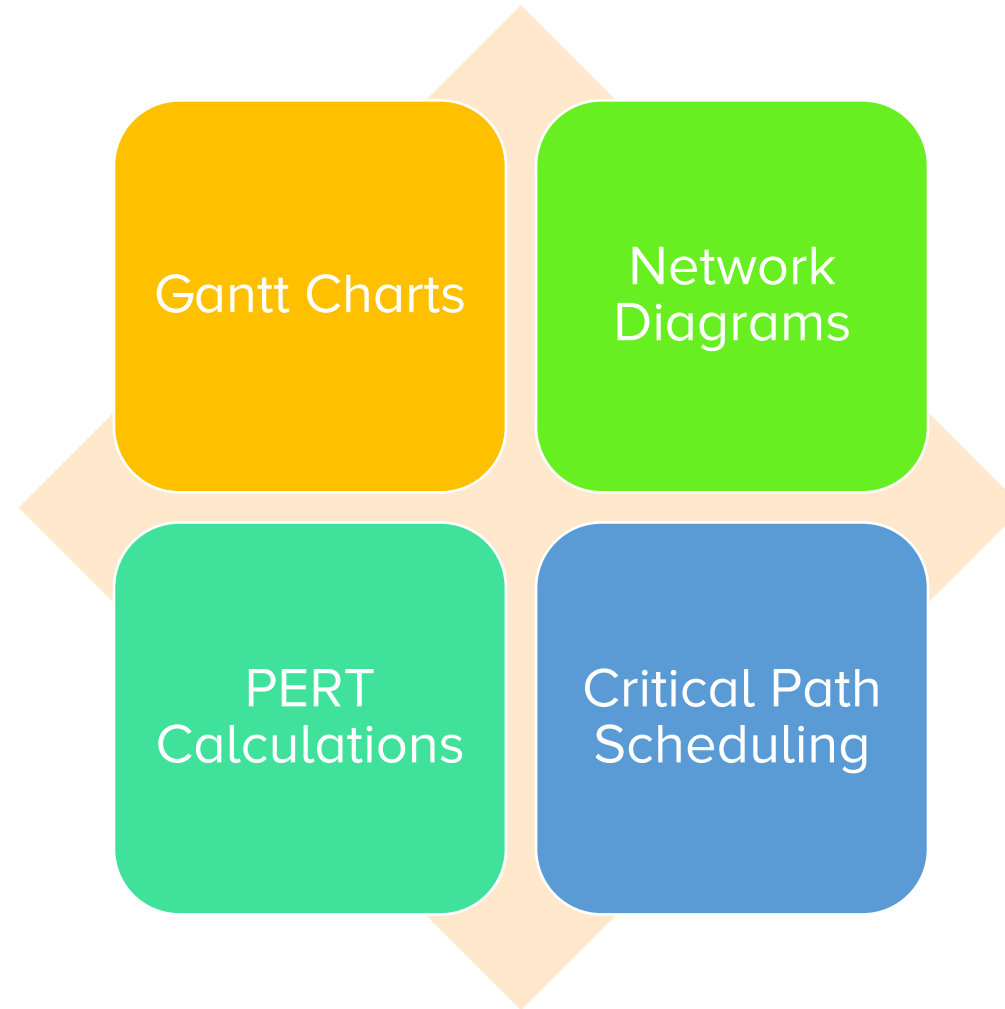 Gantt Charts
Network
Diagrams
PERT
Calculations
Critical Path
Scheduling